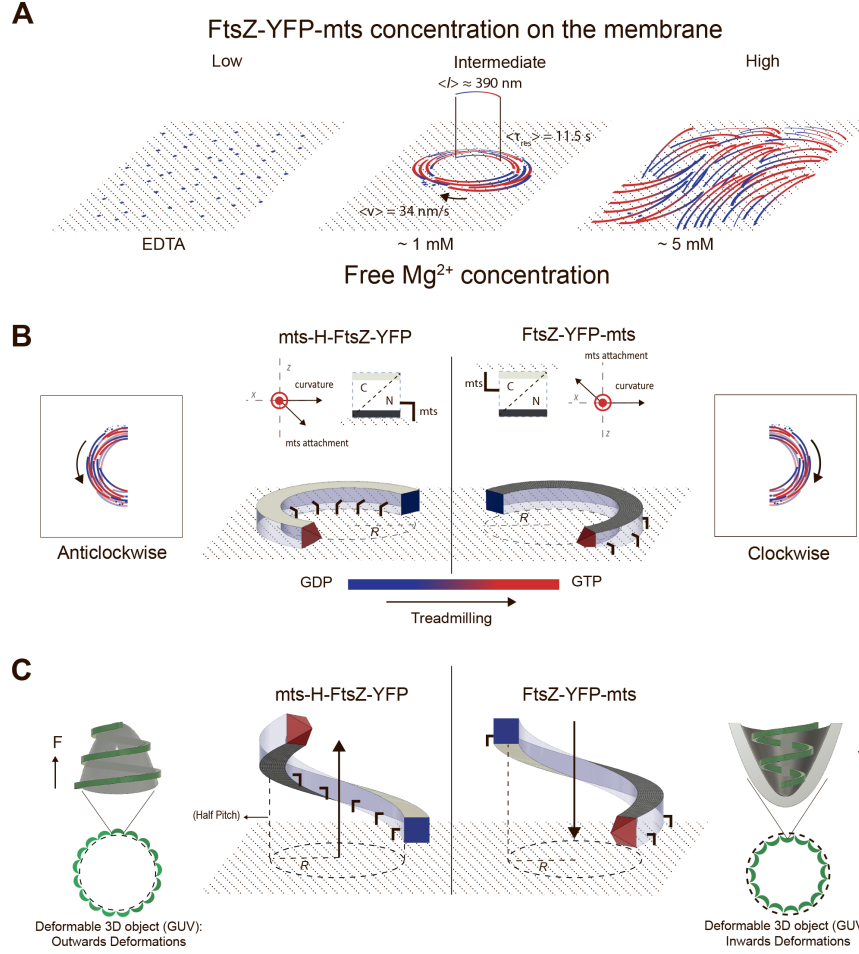 A
FtsZ-YFP-mts concentration on the membrane
Low
Intermediate
High
<l> ≈ 390 nm
<τres> = 11.5 s
<v> = 34 nm/s
EDTA
~ 1 mM
~ 5 mM
Free Mg²⁺ concentration
B
mts-H-FtsZ-YFP
FtsZ-YFP-mts
z
x
curvature
mts attachment
C
N
mts
mts
C
N
mts attachment
x
curvature
z
R
R
Anticlockwise
Clockwise
GDP
GTP
Treadmilling
C
mts-H-FtsZ-YFP
FtsZ-YFP-mts
F
(Half Pitch)
R
R
Deformable 3D object (GUV):
Outwards Deformations
Deformable 3D object (GUV
Inwards Deformations